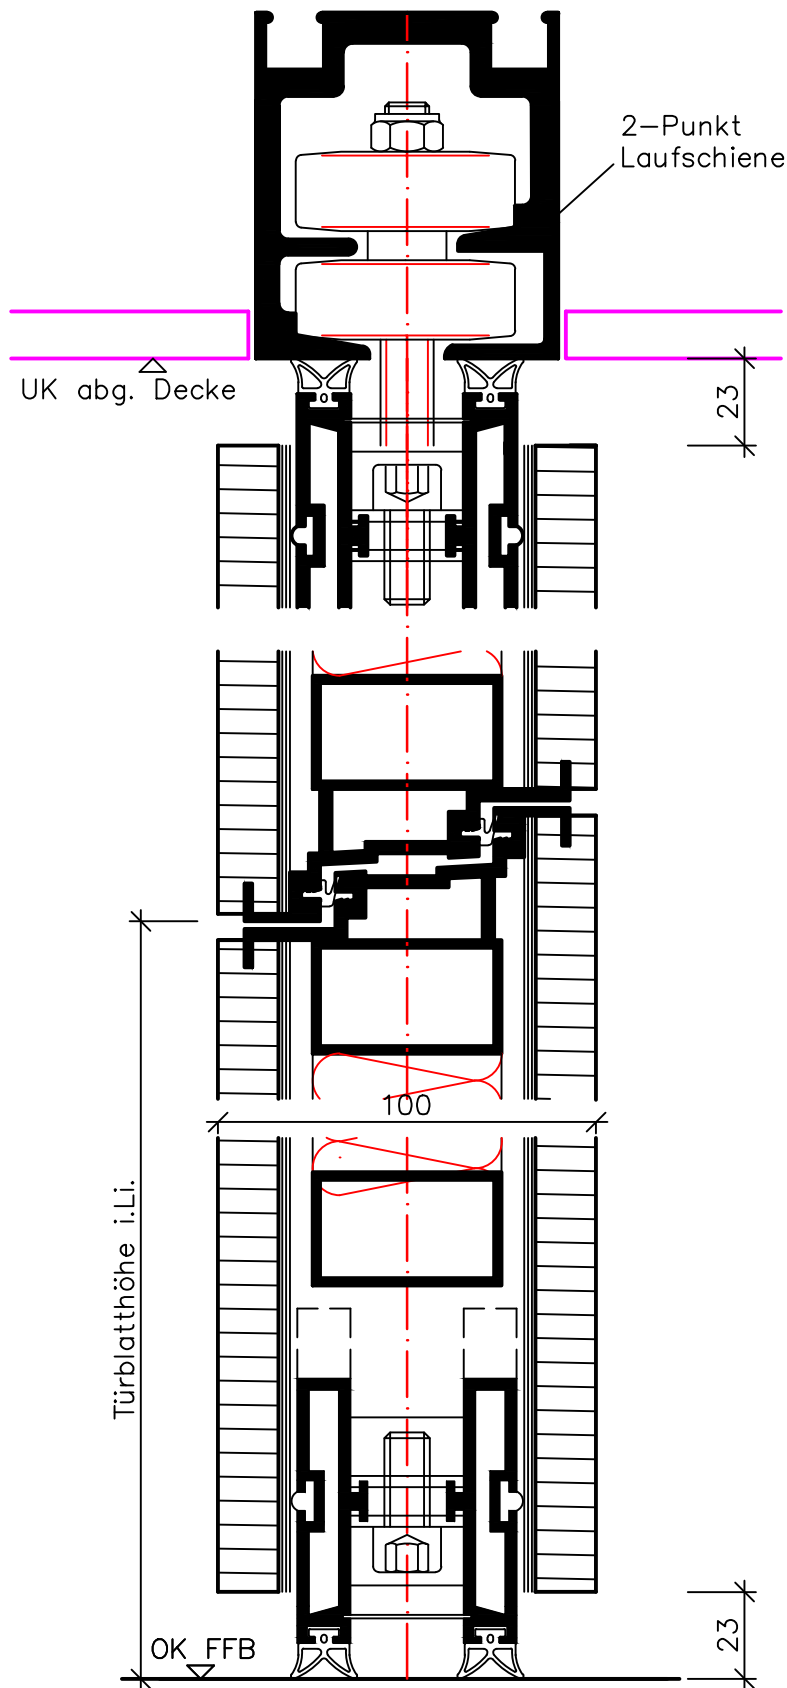 2-Punkt
Laufschiene
UK abg. Decke
23
100
Türblatthöhe i.Li.
OK FFB
23